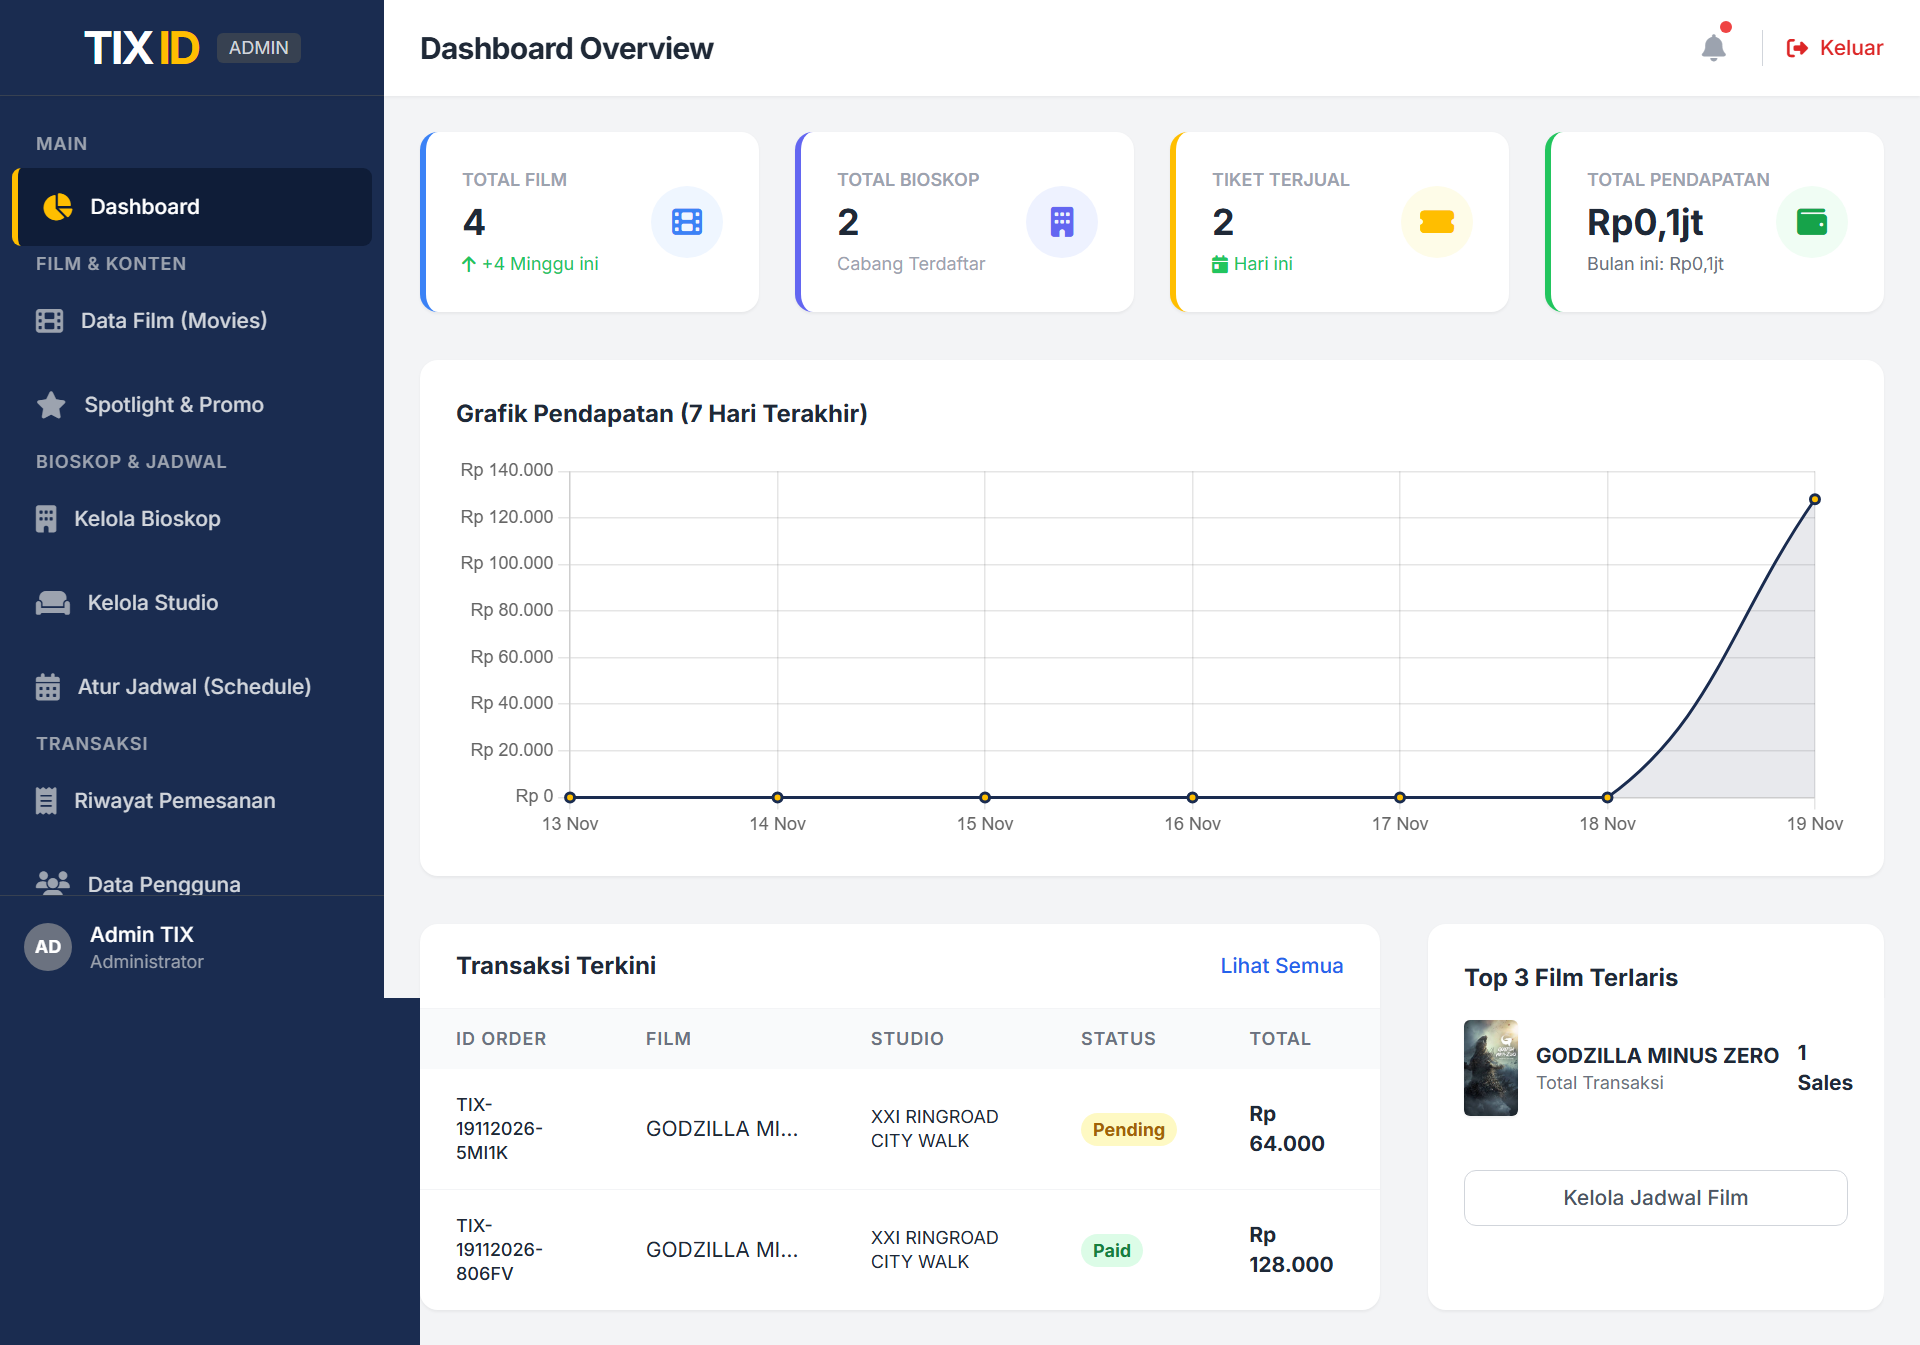 TIX ID ADMIN
MAIN
Dashboard
FILM & KONTEN
Data Film (Movies)
Spotlight & Promo
BIOSKOP & JADWAL
Kelola Bioskop
Kelola Studio
Atur Jadwal (Schedule)
TRANSAKSI
Riwayat Pemesanan
Data Pengguna
AD
Admin TIX
Administrator
Dashboard Overview
Keluar
TOTAL FILM
4
+4 Minggu ini
TOTAL BIOSKOP
2
Cabang Terdaftar
TIKET TERJUAL
2
Hari ini
TOTAL PENDAPATAN
Rp0,1jt
Bulan ini: Rp0,1jt
Grafik Pendapatan (7 Hari Terakhir)
Rp 140.000
Rp 120.000
Rp 100.000
Rp 80.000
Rp 60.000
Rp 40.000
Rp 20.000
Rp 0
13 Nov 14 Nov 15 Nov 16 Nov 17 Nov 18 Nov 19 Nov
Transaksi Terkini
Lihat Semua
ID ORDER FILM STUDIO STATUS TOTAL
TIX-
19112026-
5MI1K
GODZILLA MI...
XXI RINGROAD
CITY WALK
Pending
Rp
64.000
TIX-
19112026-
806FV
GODZILLA MI...
XXI RINGROAD
CITY WALK
Paid
Rp
128.000
Top 3 Film Terlaris
GODZILLA MINUS ZERO
Total Transaksi
1
Sales
Kelola Jadwal Film